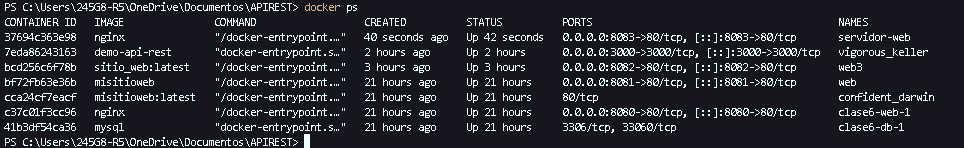 PS C:\Users\245G8-R5\OneDrive\Documentos\APIREST> docker ps
CONTAINER ID IMAGE COMMAND CREATED STATUS PORTS NAMES
37694c363e98 nginx "/docker-entrypoint.…" 40 seconds ago Up 42 seconds 0.0.0.0:8083->80/tcp, [::]:8083->80/tcp servidor-web
7eda86243163 demo-api-rest "docker-entrypoint.s…" 2 hours ago Up 2 hours 0.0.0.0:3000->3000/tcp, [::]:3000->3000/tcp vigorous_keller
bcd256c6f78b sitio_web:latest "/docker-entrypoint.…" 3 hours ago Up 3 hours 0.0.0.0:8082->80/tcp, [::]:8082->80/tcp web3
bf72fb63e36b misitioweb "/docker-entrypoint.…" 21 hours ago Up 21 hours 0.0.0.0:8081->80/tcp, [::]:8081->80/tcp web
cca24cf7eacf misitioweb:latest "/docker-entrypoint.…" 21 hours ago Up 21 hours 80/tcp confident_darwin
c37c01f3cc96 nginx "/docker-entrypoint.…" 21 hours ago Up 21 hours 0.0.0.0:8080->80/tcp, [::]:8080->80/tcp clase6-web-1
41b3df54ca36 mysql "docker-entrypoint.s…" 21 hours ago Up 21 hours 3306/tcp, 33060/tcp clase6-db-1
PS C:\Users\245G8-R5\OneDrive\Documentos\APIREST>